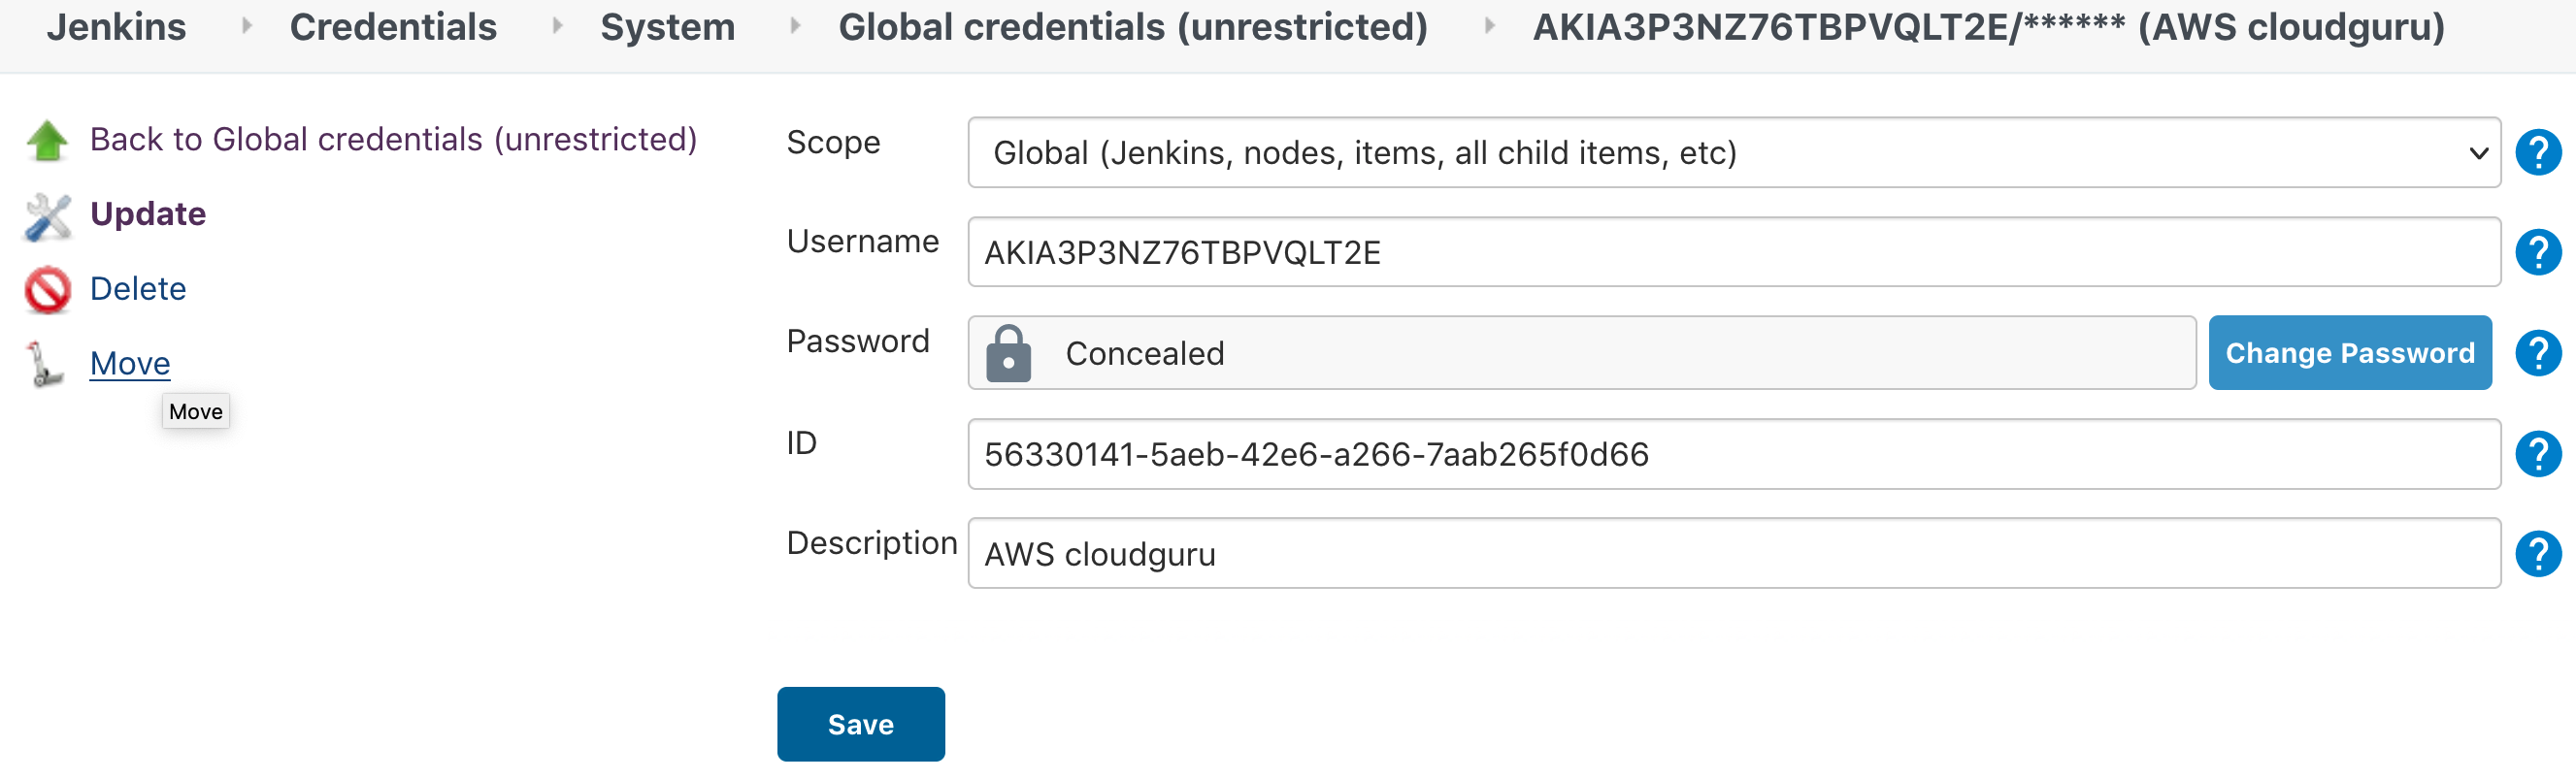 Jenkins Credentials System Global credentials (unrestricted) AKIA3P3NZ76TBPVQLT2E/****** (AWS cloudguru)
Back to Global credentials (unrestricted)
Update
Delete
Move
Move
Scope Global (Jenkins, nodes, items, all child items, etc) ?
Username AKIA3P3NZ76TBPVQLT2E ?
Password Concealed Change Password ?
ID 56330141-5aeb-42e6-a266-7aab265f0d66 ?
Description AWS cloudguru ?
Save